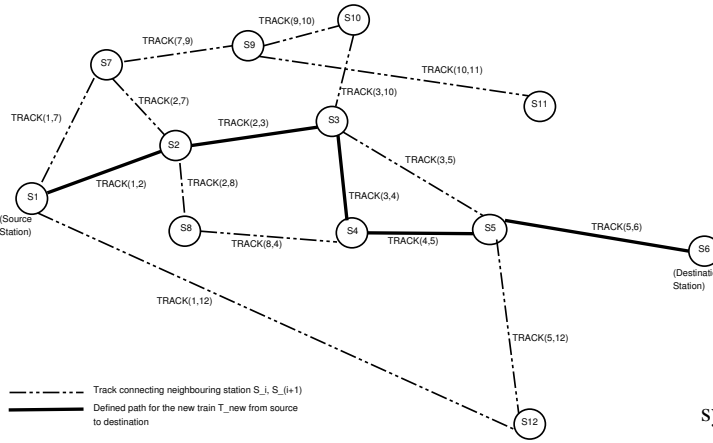 S10
TRACK(9,10)
S9
TRACK(7,9)
S7
TRACK(10,11)
TRACK(3,10)
S11
TRACK(2,7)
TRACK(1,7)
TRACK(2,3)
S3
S2
TRACK(3,5)
TRACK(1,2)
TRACK(2,8)
S1
TRACK(3,4)
(Source
Station)
S8
S4
S5
TRACK(5,6)
TRACK(8,4)
TRACK(4,5)
S6
(Destinati
Station)
TRACK(1,12)
TRACK(5,12)
Track connecting neighbouring station S_i, S_(i+1)
Defined path for the new train T_new from source
to destination
S12